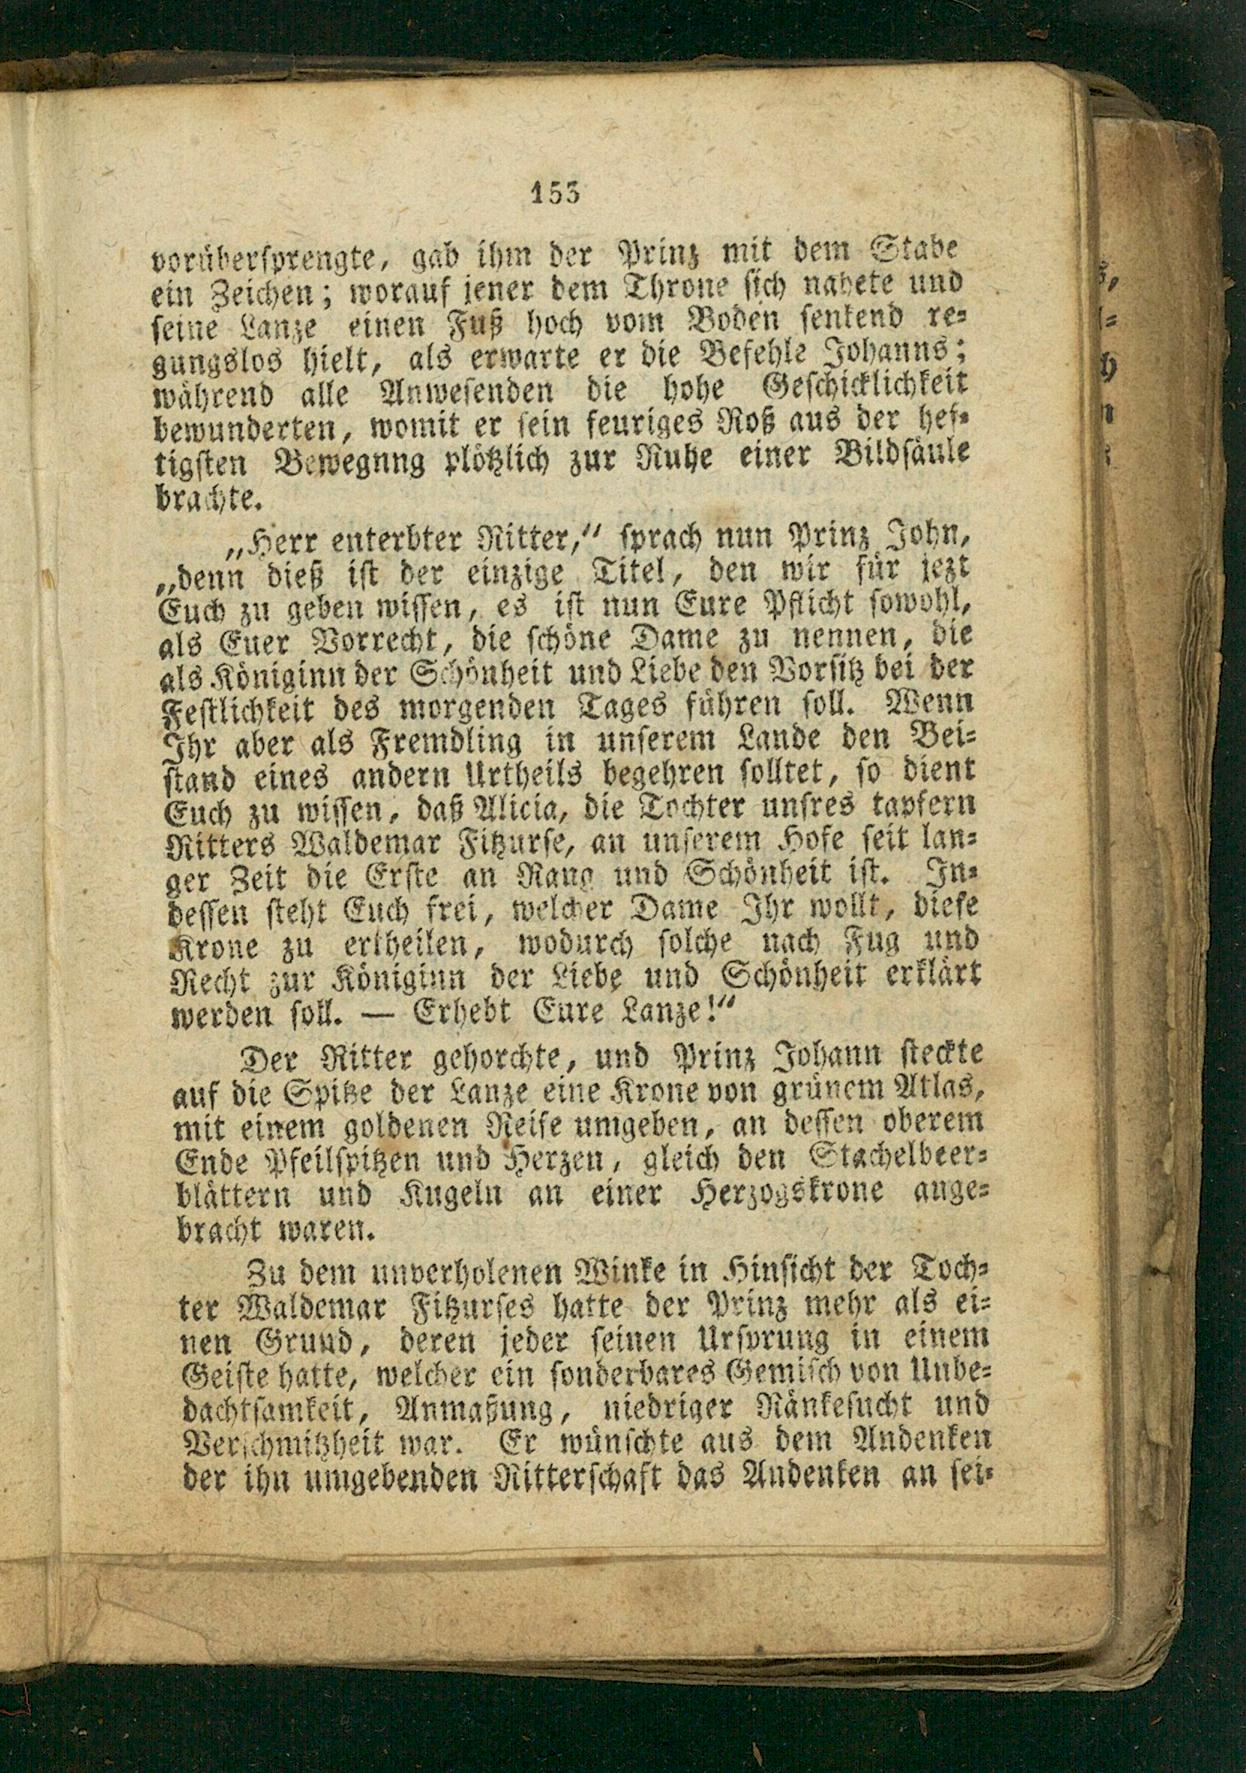 153
vorübersprengte, gab ihm der Prinz mit dem Stabe
ein Zeichen; worauf jener dem Throne sich nahete und
seine Lanze einen Fuß hoch vom Boden senkend re-
gungslos hielt, als erwarte er die Befehle Johanns;
während alle Anwesenden die hohe Geschicklichkeit
bewunderten, womit er sein feuriges Roß aus der hef-
tigsten Bewegnng plötzlich zur Ruhe einer Bildsäule
brachte.
„Herr enterbter Ritter,“ sprach nun Prinz John,
„denn dieß ist der einzige Titel, den wir für jezt
Euch zu geben wissen, es ist nun Eure Pflicht sowohl,
als Euer Vorrecht, die schöne Dame zu nennen, die
als Königinn der Schönheit und Liebe den Vorsitz bei der
Festlichkeit des morgenden Tages führen soll. Wenn
Ihr aber als Fremdling in unserem Lande den Bei-
stand eines andern Urtheils begehren solltet, so dient
Euch zu wissen, daß Alicia, die Tochter unsres tapfern
Ritters Waldemar Fitzurse, an unserem Hofe seit lan-
ger Zeit die Erste an Rang und Schönheit ist. In-
dessen steht Euch frei, welcher Dame Ihr wollt, diese
Krone zu ertheilen, wodurch solche nach Fug und
Recht zur Königinn der Liebe und Schönheit erklärt
werden soll. — Erhebt Eure Lanze!“
Der Ritter gehorchte, und Prinz Johann steckte
auf die Spitze der Lanze eine Krone von grünem Atlas,
mit einem goldenen Reife umgeben, an dessen oberem
Ende Pfeilspitzen und Herzen, gleich den Stachelbeer-
blättern und Kugeln an einer Herzogskrone ange-
bracht waren.
Zu dem unverholenen Winke in Hinsicht der Toch-
ter Waldemar Fitzurses hatte der Prinz mehr als ei-
nen Grund, deren jeder seinen Ursprung in einem
Geiste hatte, welcher ein sonderbares Gemisch von Unbe-
dachtsamkeit, Anmaßung, niedriger Ränkesucht und
Verschmitzheit war. Er wünschte aus dem Andenken
der ihn umgebenden Ritterschaft das Andenken an sei-